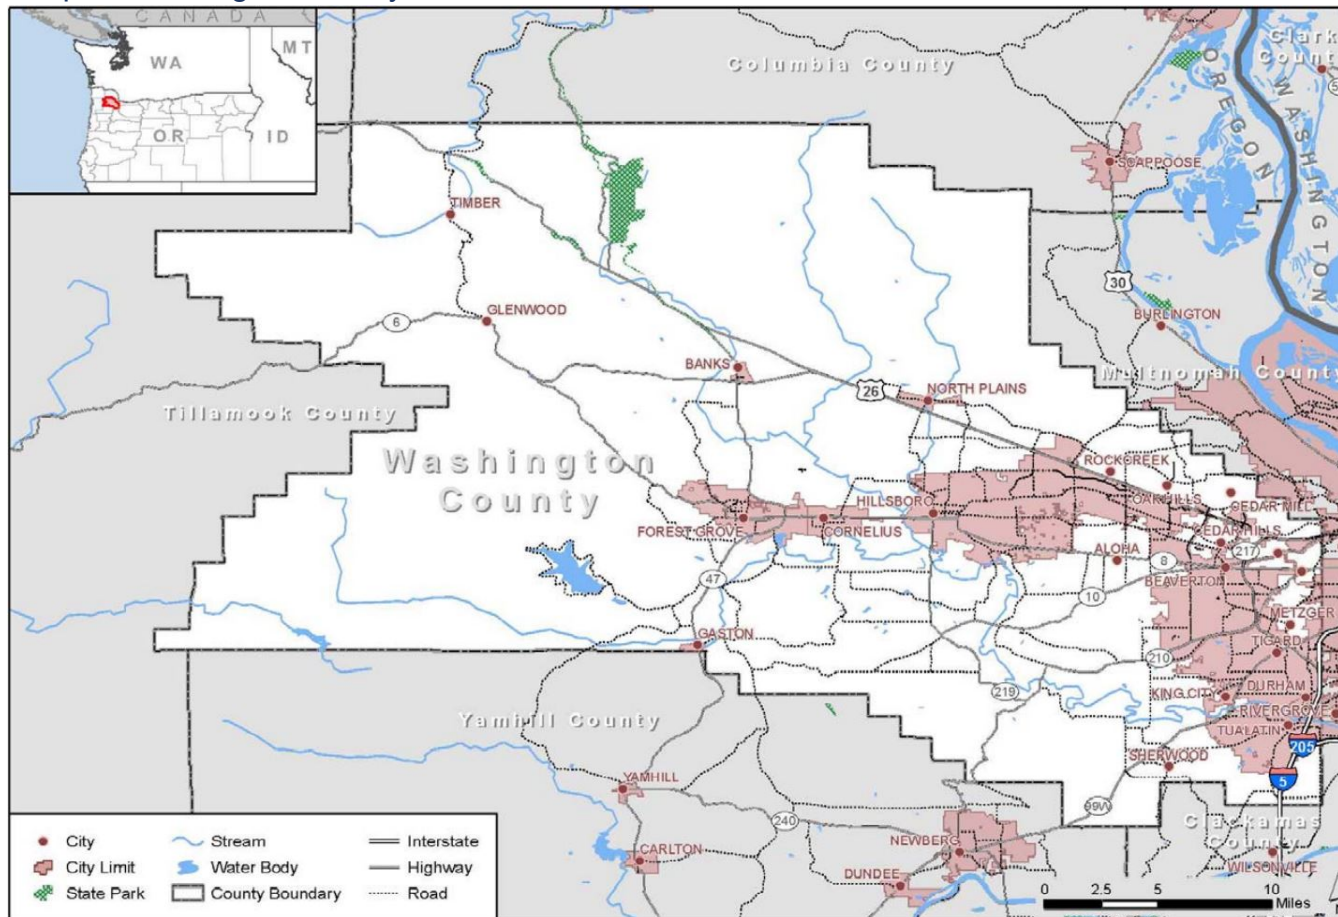 CANADA
WA
MT
OR
ID
Columbia County
Clark
County
OREGON
WASHINGTON
SCAPPOOSE
TIMBER
30
BURLINGTON
GLENWOOD
6
Multnomah County
BANKS
26
NORTH PLAINS
Tillamook County
Washington
County
ROCKCREEK
OAK HILLS
CEDAR MILL
HILLSBORO
FOREST GROVE
CORNELIUS
CEDAR HILLS
217
ALOHA
8
BEAVERTON
47
10
METZGER
GASTON
TIGARD
210
219
KING CITY
DURHAM
RIVERGROVE
TUALATIN
Yamhill County
SHERWOOD
205
5
YAMHILL
99W
240
Clackamas
County
NEWBERG
CARLTON
WILSONVILLE
DUNDEE
City
Stream
Interstate
City Limit
Water Body
Highway
State Park
County Boundary
Road
0 2.5 5 10
Miles